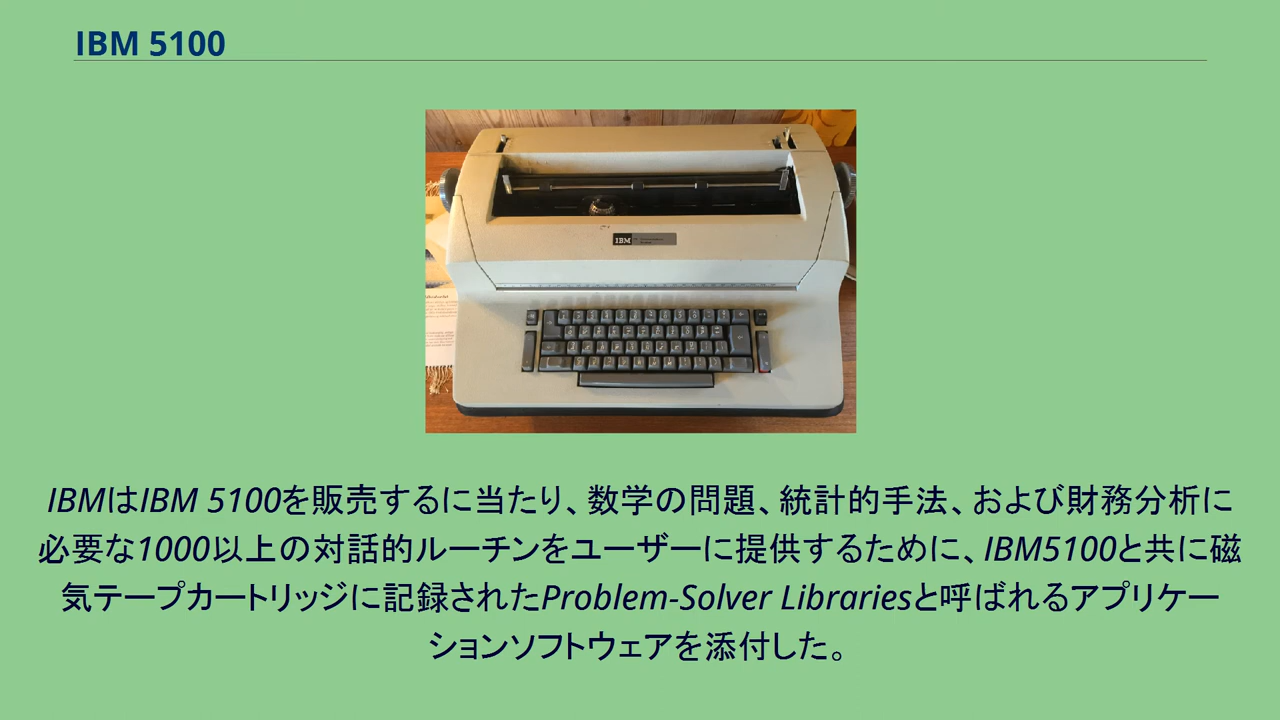 IBM 5100
IBM
IBMはIBM 5100を販売するに当たり、数学の問題、統計的手法、および財務分析に
必要な1000以上の対話的ルーチンをユーザーに提供するために、IBM5100と共に磁
気テープカートリッジに記録されたProblem-Solver Librariesと呼ばれるアプリケー
ションソフトウェアを添付した。